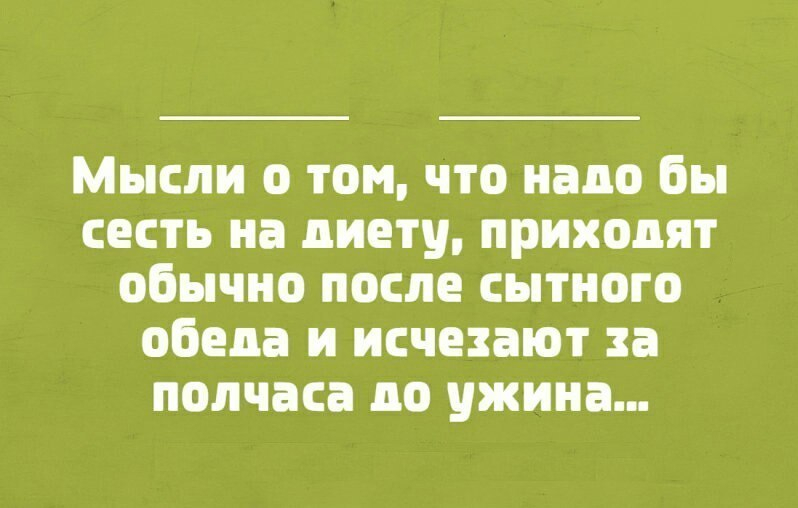 Мысли о том, что надо бы
сесть на диету, приходят
обычно после сытного
обеда и исчезают за
полчаса до ужина...